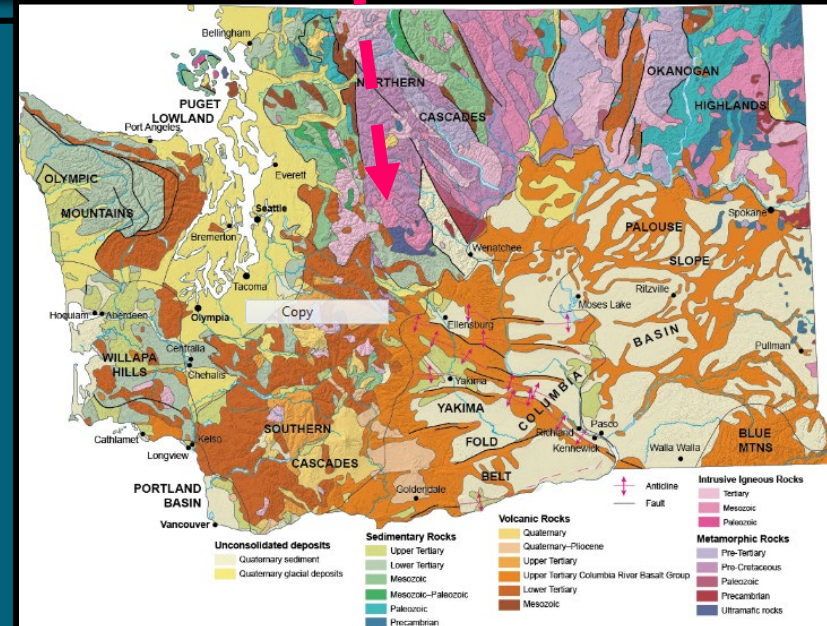 Bellingham
NORTHERN
CASCADES
OKANOGAN
HIGHLANDS
PUGET
LOWLAND
Port Angeles
OLYMPIC
MOUNTAINS
Everett
Seattle
Bremerton
Wenatchee
Spokane
PALOUSE
SLOPE
Tacoma
Copy
Moses Lake
Ritzville
Hoquiam
Aberdeen
Olympia
Ellensburg
BASIN
Pullman
WILLAPA
HILLS
Centralia
Chehalis
Yakima
COLUMBIA
YAKIMA
FOLD
BELT
Richland
Pasco
Kennewick
Walla Walla
BLUE
MTNS
Cathlamet
Kelso
Longview
SOUTHERN
CASCADES
Goldendale
PORTLAND
BASIN
Vancouver
Anticline
Fault
Unconsolidated deposits
Quaternary sediment
Quaternary glacial deposits
Sedimentary Rocks
Upper Tertiary
Lower Tertiary
Mesozoic
Mesozoic–Paleozoic
Paleozoic
Precambrian
Volcanic Rocks
Quaternary
Quaternary–Pliocene
Upper Tertiary
Upper Tertiary Columbia River Basalt Group
Lower Tertiary
Mesozoic
Intrusive Igneous Rocks
Tertiary
Mesozoic
Paleozoic
Metamorphic Rocks
Pre-Tertiary
Pre-Cretaceous
Paleozoic
Precambrian
Ultramafic rocks